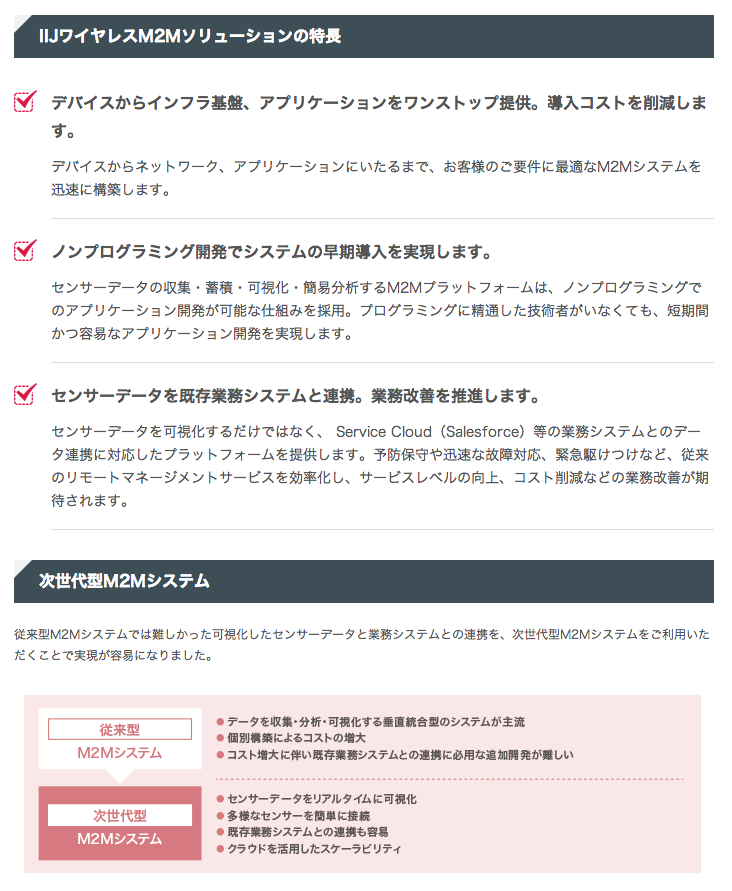 IIJワイヤレスM2Mソリューションの特長
デバイスからインフラ基盤、アプリケーションをワンストップ提供。導入コストを削減しま
す。
デバイスからネットワーク、アプリケーションにいたるまで、お客様のご要件に最適なM2Mシステムを
迅速に構築します。
ノンプログラミング開発でシステムの早期導入を実現します。
センサーデータの収集・蓄積・可視化・簡易分析するM2Mプラットフォームは、ノンプログラミングで
のアプリケーション開発が可能な仕組みを採用。プログラミングに精通した技術者がいなくても、短期間
かつ容易なアプリケーション開発を実現します。
センサーデータを既存業務システムと連携。業務改善を推進します。
センサーデータを可視化するだけではなく、 Service Cloud（Salesforce）等の業務システムとのデー
タ連携に対応したプラットフォームを提供します。予防保守や迅速な故障対応、緊急駆けつけなど、従来
のリモートマネージメントサービスを効率化し、サービスレベルの向上、コスト削減などの業務改善が期
待されます。
次世代型M2Mシステム
従来型M2Mシステムでは難しかった可視化したセンサーデータと業務システムとの連携を、次世代型M2Mシステムをご利用いた
だくことで実現が容易になりました。
従来型
M2Mシステム
●データを収集・分析・可視化する垂直統合型のシステムが主流
●個別構築によるコストの増大
●コスト増大に伴い既存業務システムとの連携に必用な追加開発が難しい
次世代型
M2Mシステム
●センサーデータをリアルタイムに可視化
●多様なセンサーを簡単に接続
●既存業務システムとの連携も容易
●クラウドを活用したスケーラビリティ